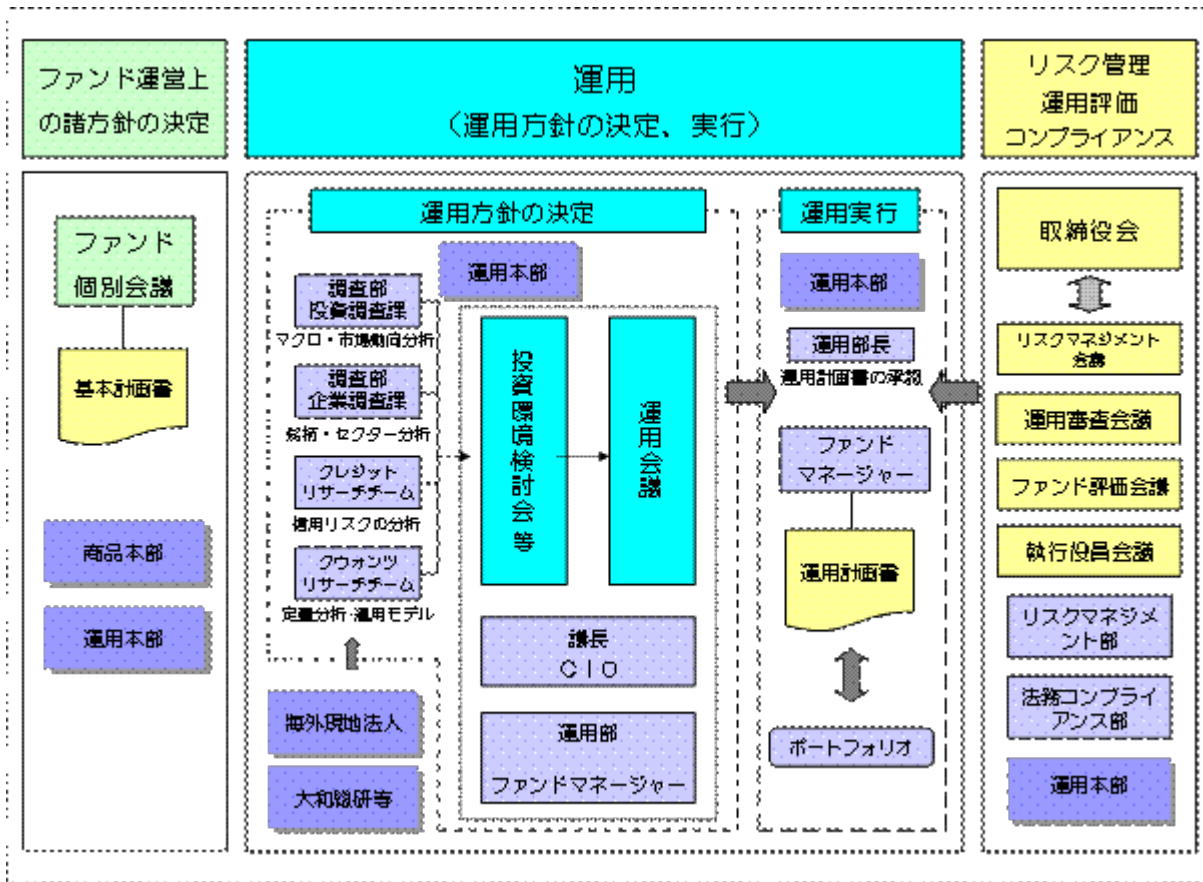 ファンド運営上
の諸方針の決定
運用
（運用方針の決定、実行）
リスク管理
運用評価
コンプライアンス
ファンド
個別会議
基本計画書
商品本部
運用本部
運用方針の決定
運用本部
調査部
投資調査課
マクロ・市場動向分析
調査部
企業調査課
銘柄・セクター分析
クレジット
リサーチチーム
信用リスクの分析
クウォンツ
リサーチチーム
定量分析・運用モデル
海外現地法人
大和総研等
投資環境検討会等
運用会議
議長
CIO
運用部
ファンドマネージャー
運用実行
運用本部
運用部長
運用計画書の承認
ファンド
マネージャー
運用計画書
ポートフォリオ
取締役会
リスクマネジメント
会議
運用審査会議
ファンド評価会議
執行役員会議
リスクマネジメ
ント部
法務コンプライ
アンス部
運用本部